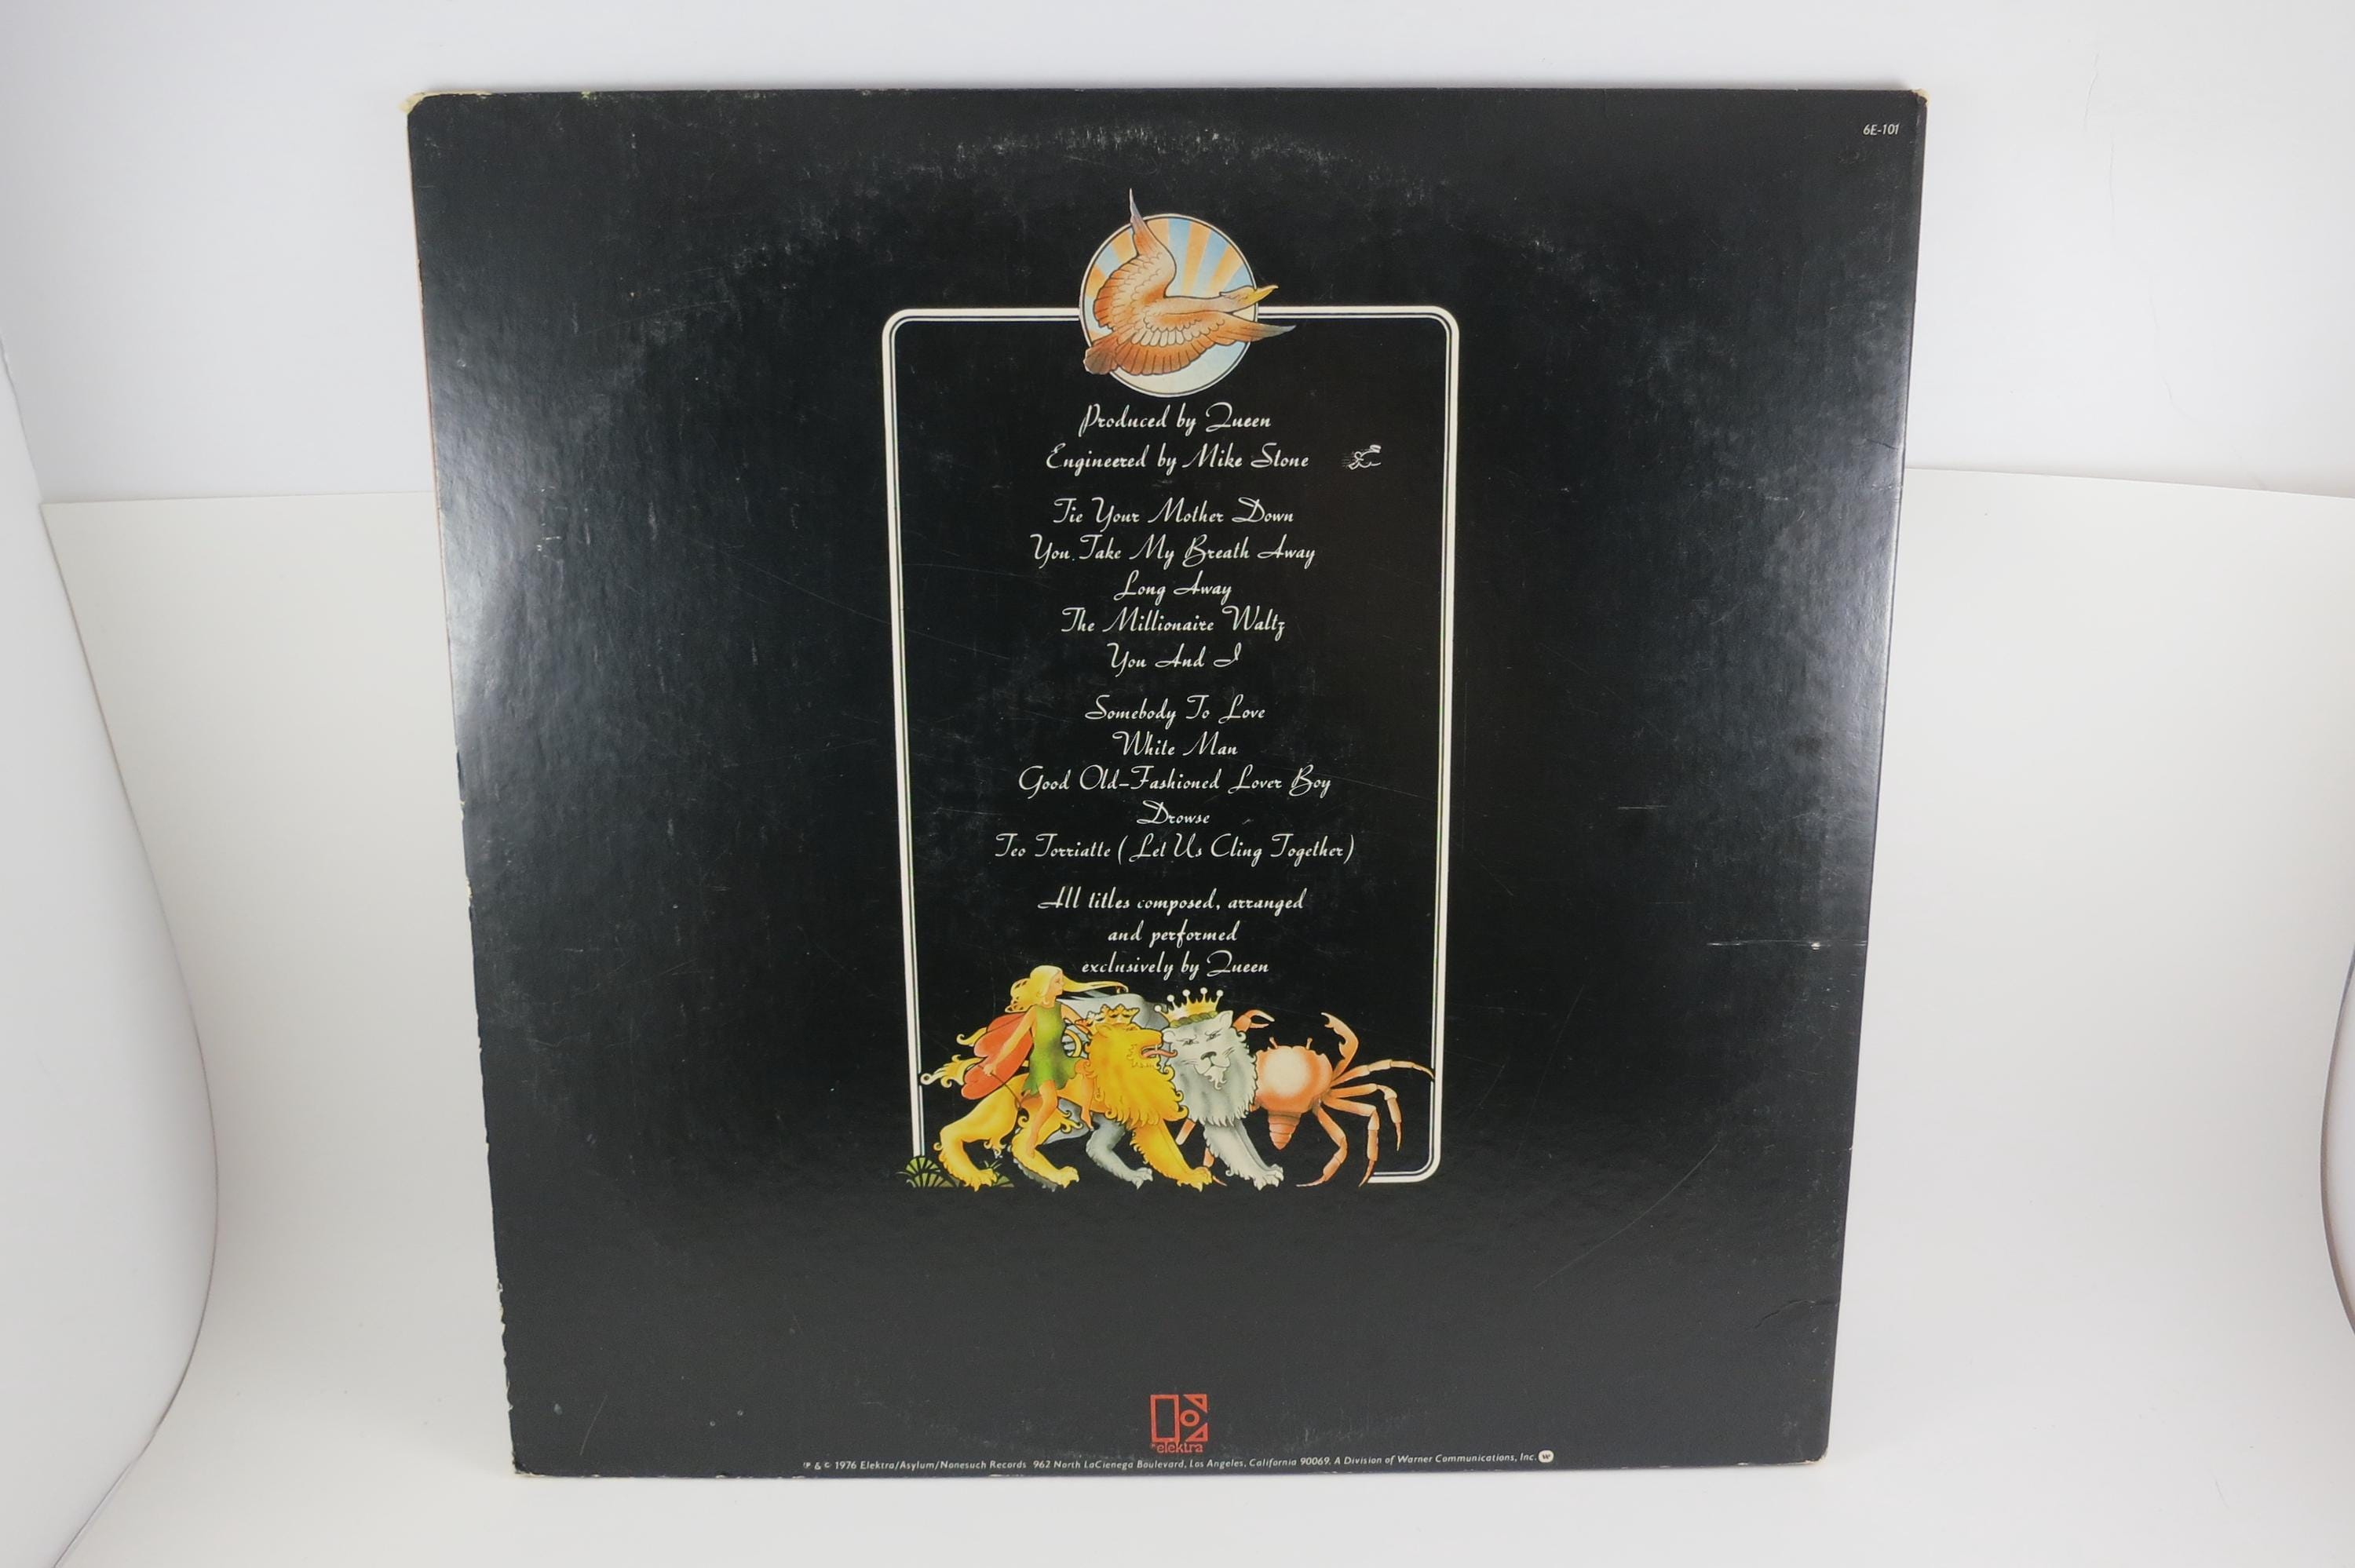 6E-101
Produced by Queen
Engineered by Mike Stone
Tie Your Mother Down
You Take My Breath Away
Long Away
The Millionaire Waltz
You And I
Somebody To Love
White Man
Good Old-Fashioned Lover Boy
Drowse
Teo Torriatte (Let Us Cling Together)
All titles composed, arranged
and performed
exclusively by Queen
elektra
℗ & © 1976 Elektra/Asylum/Nonesuch Records 962 North LaCienega Boulevard, Los Angeles, California 90069. A Division of Warner Communications, Inc. W